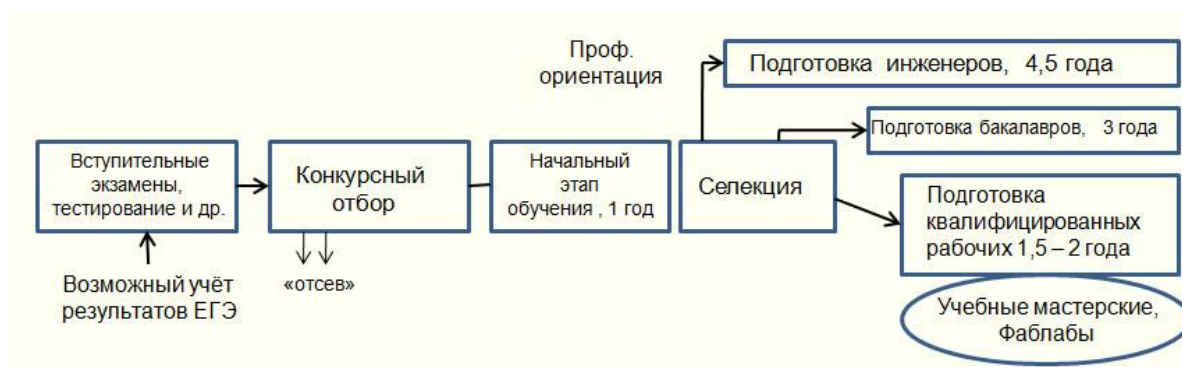 Вступительные
экзамены,
тестирование и др.
Возможный учёт
результатов ЕГЭ
Конкурсный
отбор
«отсев»
Начальный
этап
обучения , 1 год
Селекция
Проф.
ориентация
Подготовка инженеров, 4,5 года
Подготовка бакалавров, 3 года
Подготовка
квалифицированных
рабочих 1,5 – 2 года
Учебные мастерские,
Фаблабы